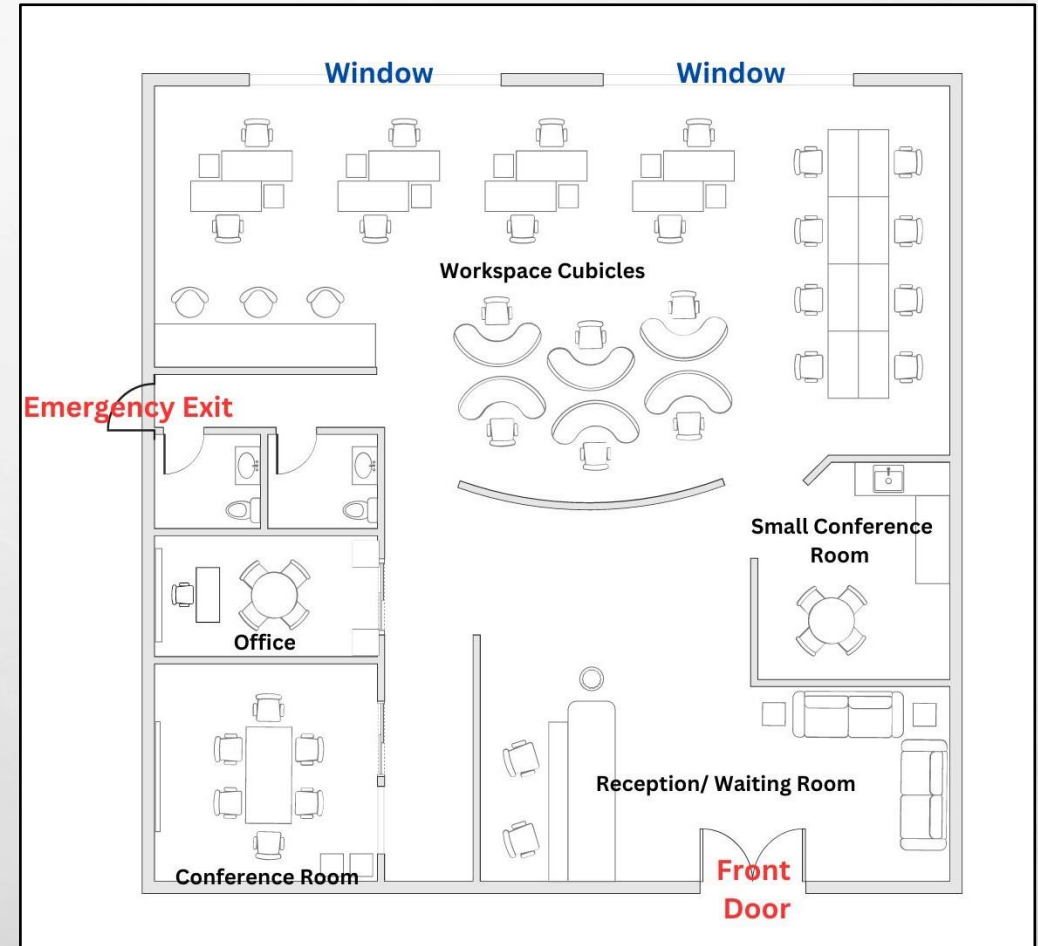 Window
Window
Workspace Cubicles
Emergency Exit
Small Conference
Room
Office
Reception/ Waiting Room
Conference Room
Front
Door